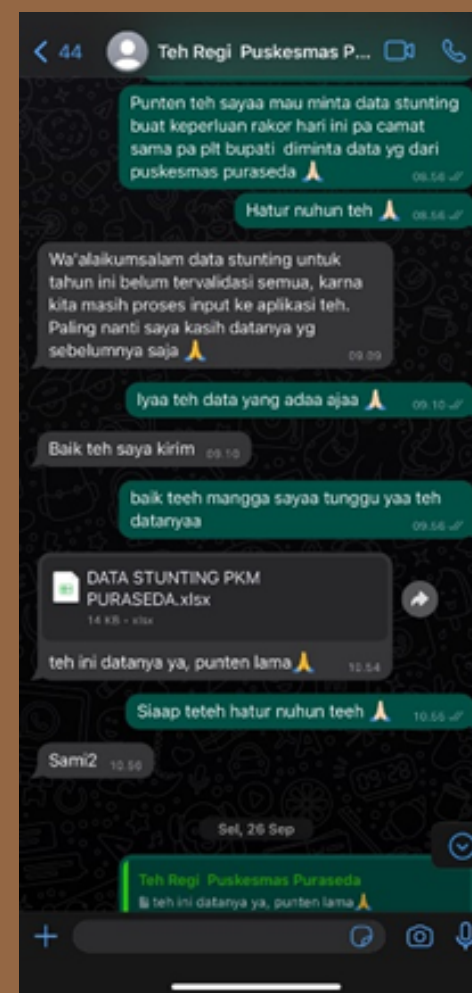 44
Teh Regi Puskesmas P...
Punten teh sayaa mau minta data stunting
buat keperluan rakor hari ini pa camat
sama pa plt bupati diminta data yg dari
puskesmas puraseda 🙏🏻
08.56
Hatur nuhun teh 🙏🏻 08.56
Wa'alaikumsalam data stunting untuk
tahun ini belum tervalidasi semua, karna
kita masih proses input ke aplikasi teh.
Paling nanti saya kasih datanya yg
sebelumnya saja 🙏
09.09
Iyaa teh data yang adaa ajaa 🙏🏻 09.10
Baik teh saya kirim 09.10
baik teeh mangga sayaa tunggu yaa teh
datanyaa
09.56
DATA STUNTING PKM
PURASEDA.xlsx
14 KB • xlsx
teh ini datanya ya, punten lama🙏 10.54
Siaap teteh hatur nuhun teeh 🙏🏻 10.56
Sami2 10.56
Sel, 26 Sep
Teh Regi Puskesmas Puraseda
teh ini datanya ya, punten lama🙏